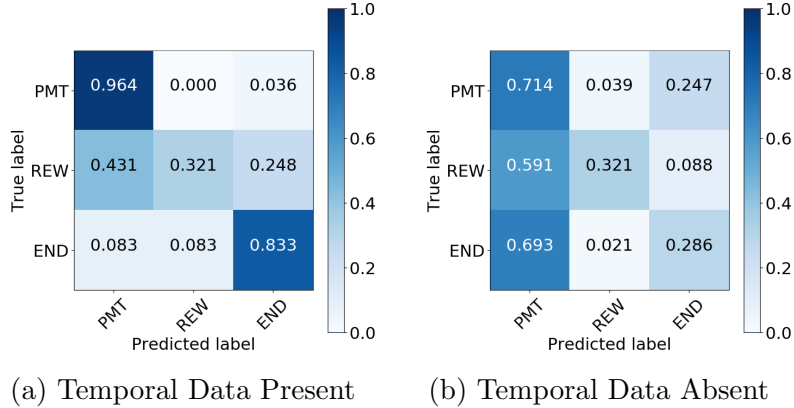 True label
PMT
REW
END
0.964 0.000 0.036
0.431 0.321 0.248
0.083 0.083 0.833
PMT
REW
END
Predicted label
1.0
0.8
0.6
0.4
0.2
0.0
(a) Temporal Data Present
True label
PMT
REW
END
0.714 0.039 0.247
0.591 0.321 0.088
0.693 0.021 0.286
PMT
REW
END
Predicted label
1.0
0.8
0.6
0.4
0.2
0.0
(b) Temporal Data Absent